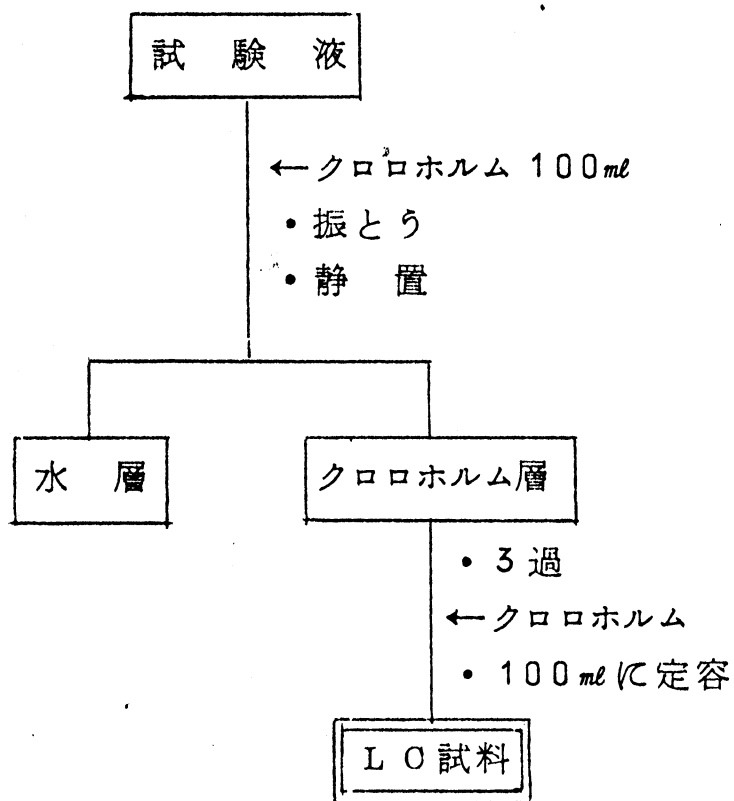 試験液
←クロロホルム 100㎖
・振とう
・静 置
水 層
クロロホルム層
・3過
←クロロホルム
・100㎖に定容
LC試料